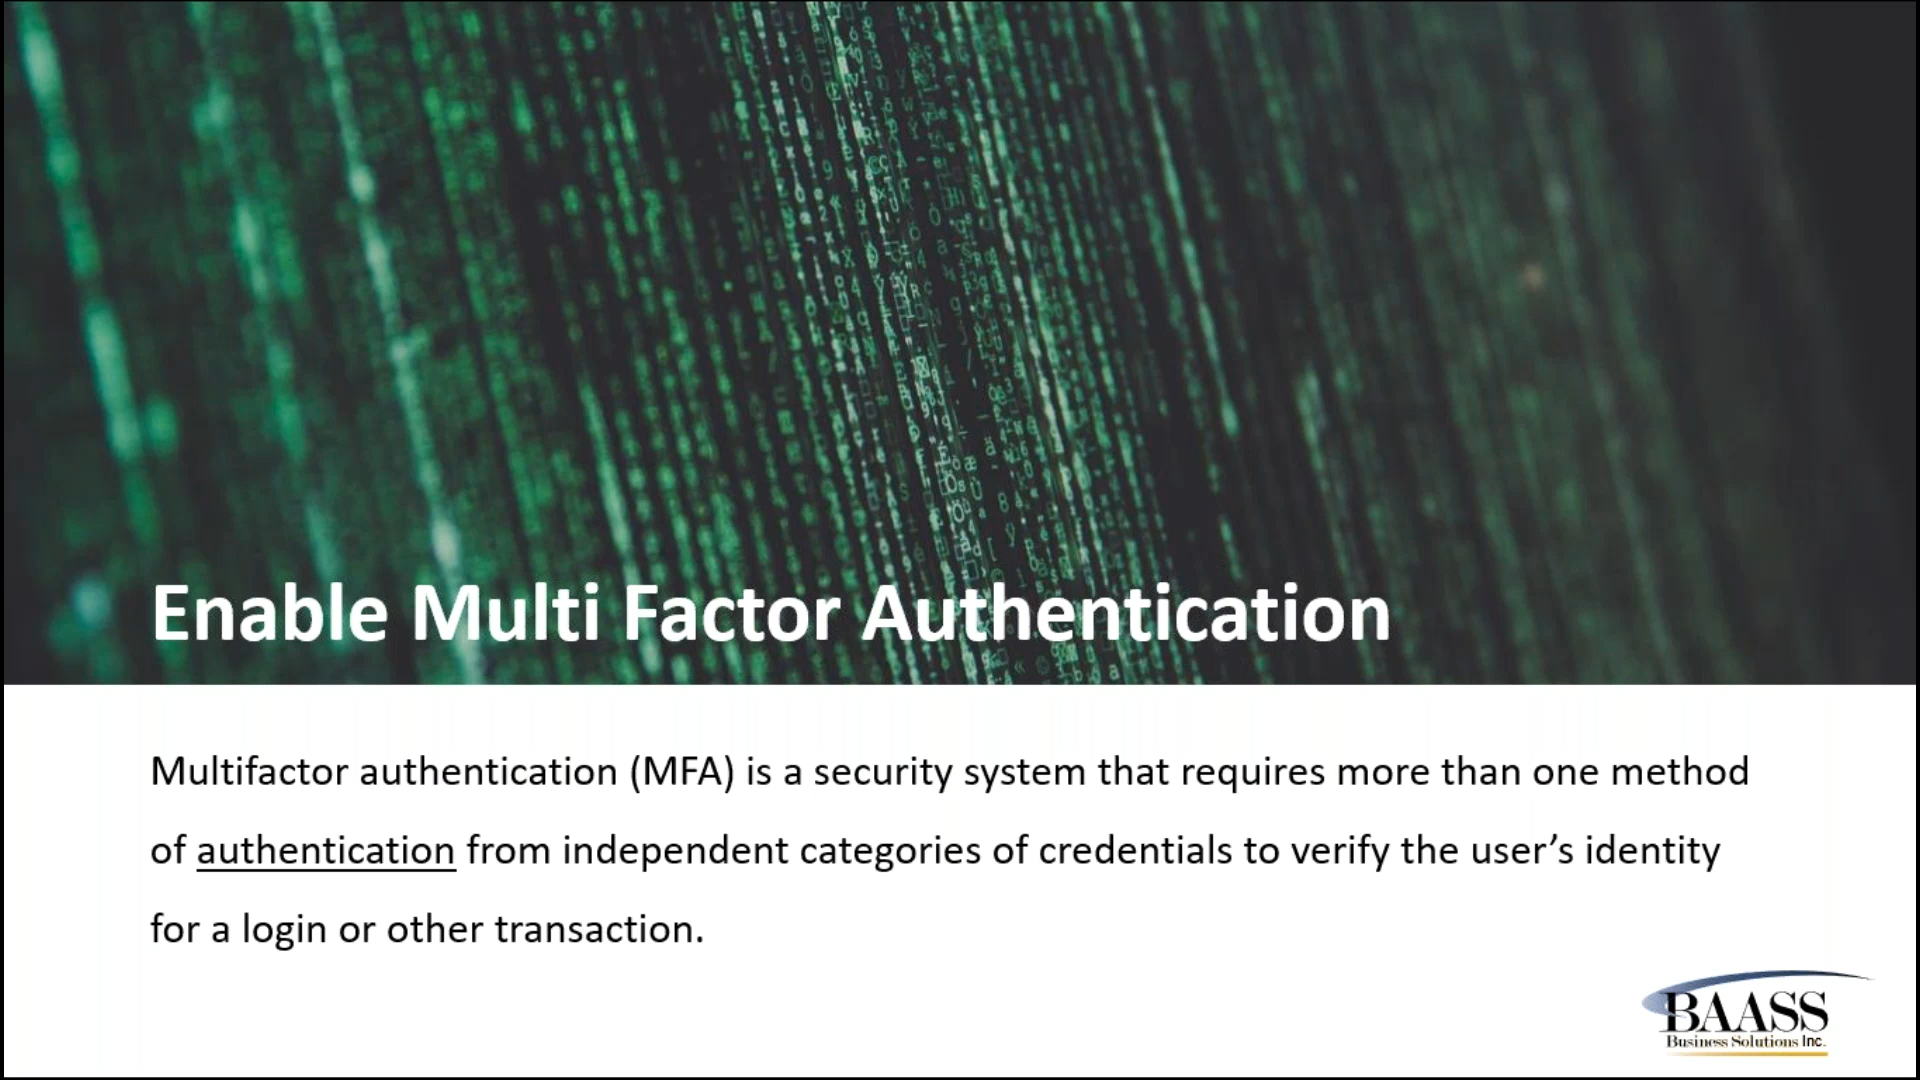 Enable Multi Factor Authentication
Multifactor authentication (MFA) is a security system that requires more than one method
of authentication from independent categories of credentials to verify the user’s identity
for a login or other transaction.
BAASS
Business Solutions Inc.